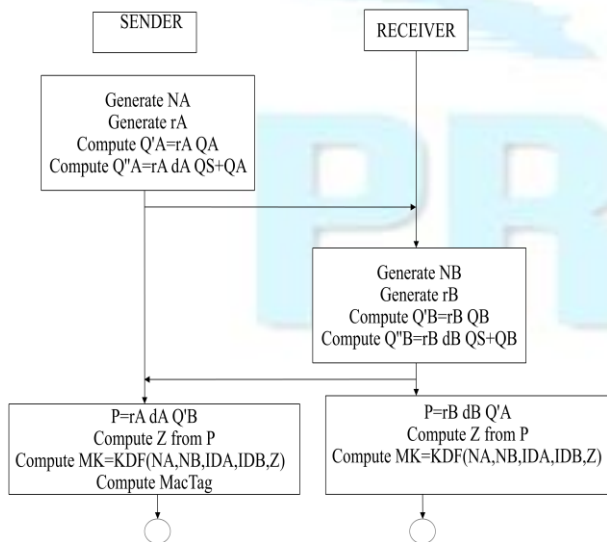 SENDER
RECEIVER
Generate NA
Generate rA
Compute Q'A=rA QA
Compute Q"A=rA dA QS+QA
Generate NB
Generate rB
Compute Q'B=rB QB
Compute Q"B=rB dB QS+QB
P=rA dA Q'B
Compute Z from P
Compute MK=KDF(NA,NB,IDA,IDB,Z)
Compute MacTag
P=rB dB Q'A
Compute Z from P
Compute MK=KDF(NA,NB,IDA,IDB,Z)
PR